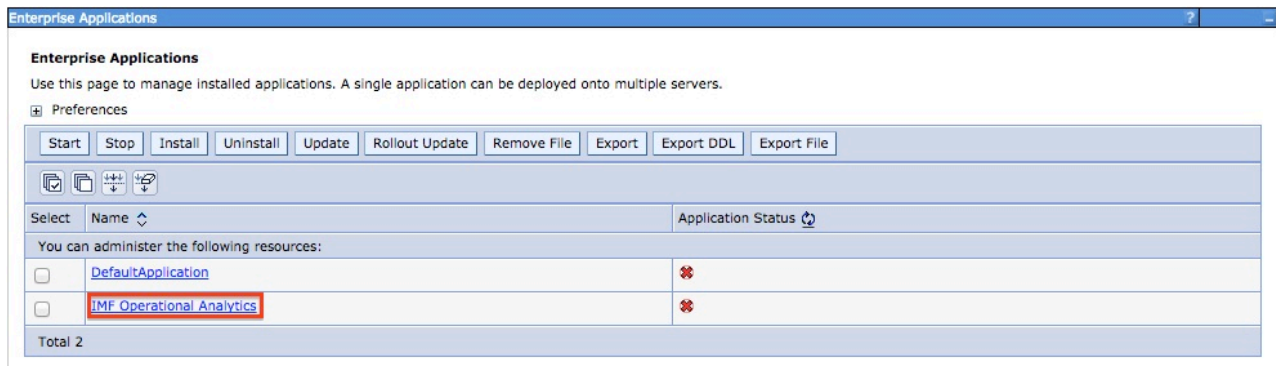 Enterprise Applications ? –
Enterprise Applications
Use this page to manage installed applications. A single application can be deployed onto multiple servers.
Preferences
Start Stop Install Uninstall Update Rollout Update Remove File Export Export DDL Export File
Select Name Application Status
You can administer the following resources:
DefaultApplication
IMF Operational Analytics
Total 2